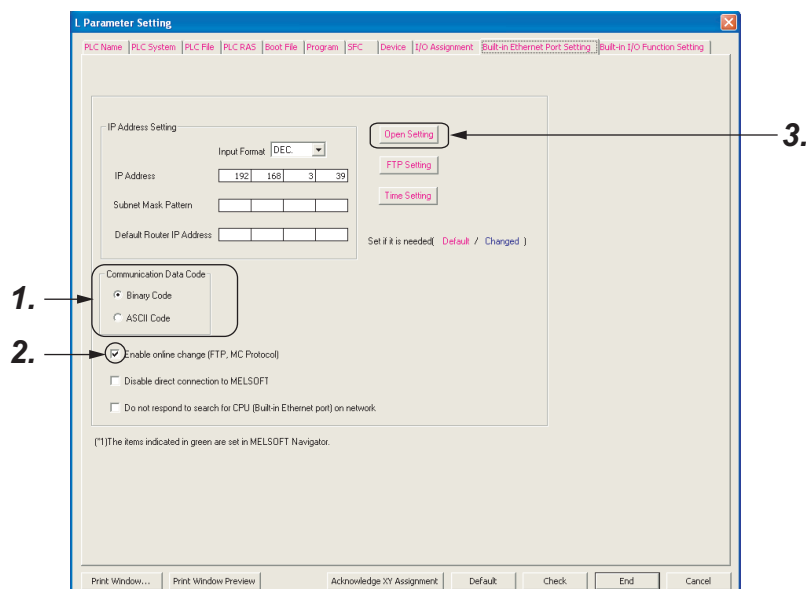 L Parameter Setting
PLC Name PLC System PLC File PLC RAS Boot File Program SFC Device I/O Assignment Built-in Ethernet Port Setting Built-in I/O Function Setting
IP Address Setting
Input Format DEC.
IP Address 192 168 3 39
Subnet Mask Pattern
Default Router IP Address
Open Setting
3.
FTP Setting
Time Setting
Set if it is needed( Default / Changed )
Communication Data Code
1.
Binary Code
ASCII Code
2.
Enable online change (FTP, MC Protocol)
Disable direct connection to MELSOFT
Do not respond to search for CPU (Built-in Ethernet port) on network
(*1)The items indicated in green are set in MELSOFT Navigator.
Print Window... Print Window Preview Acknowledge XY Assignment Default Check End Cancel